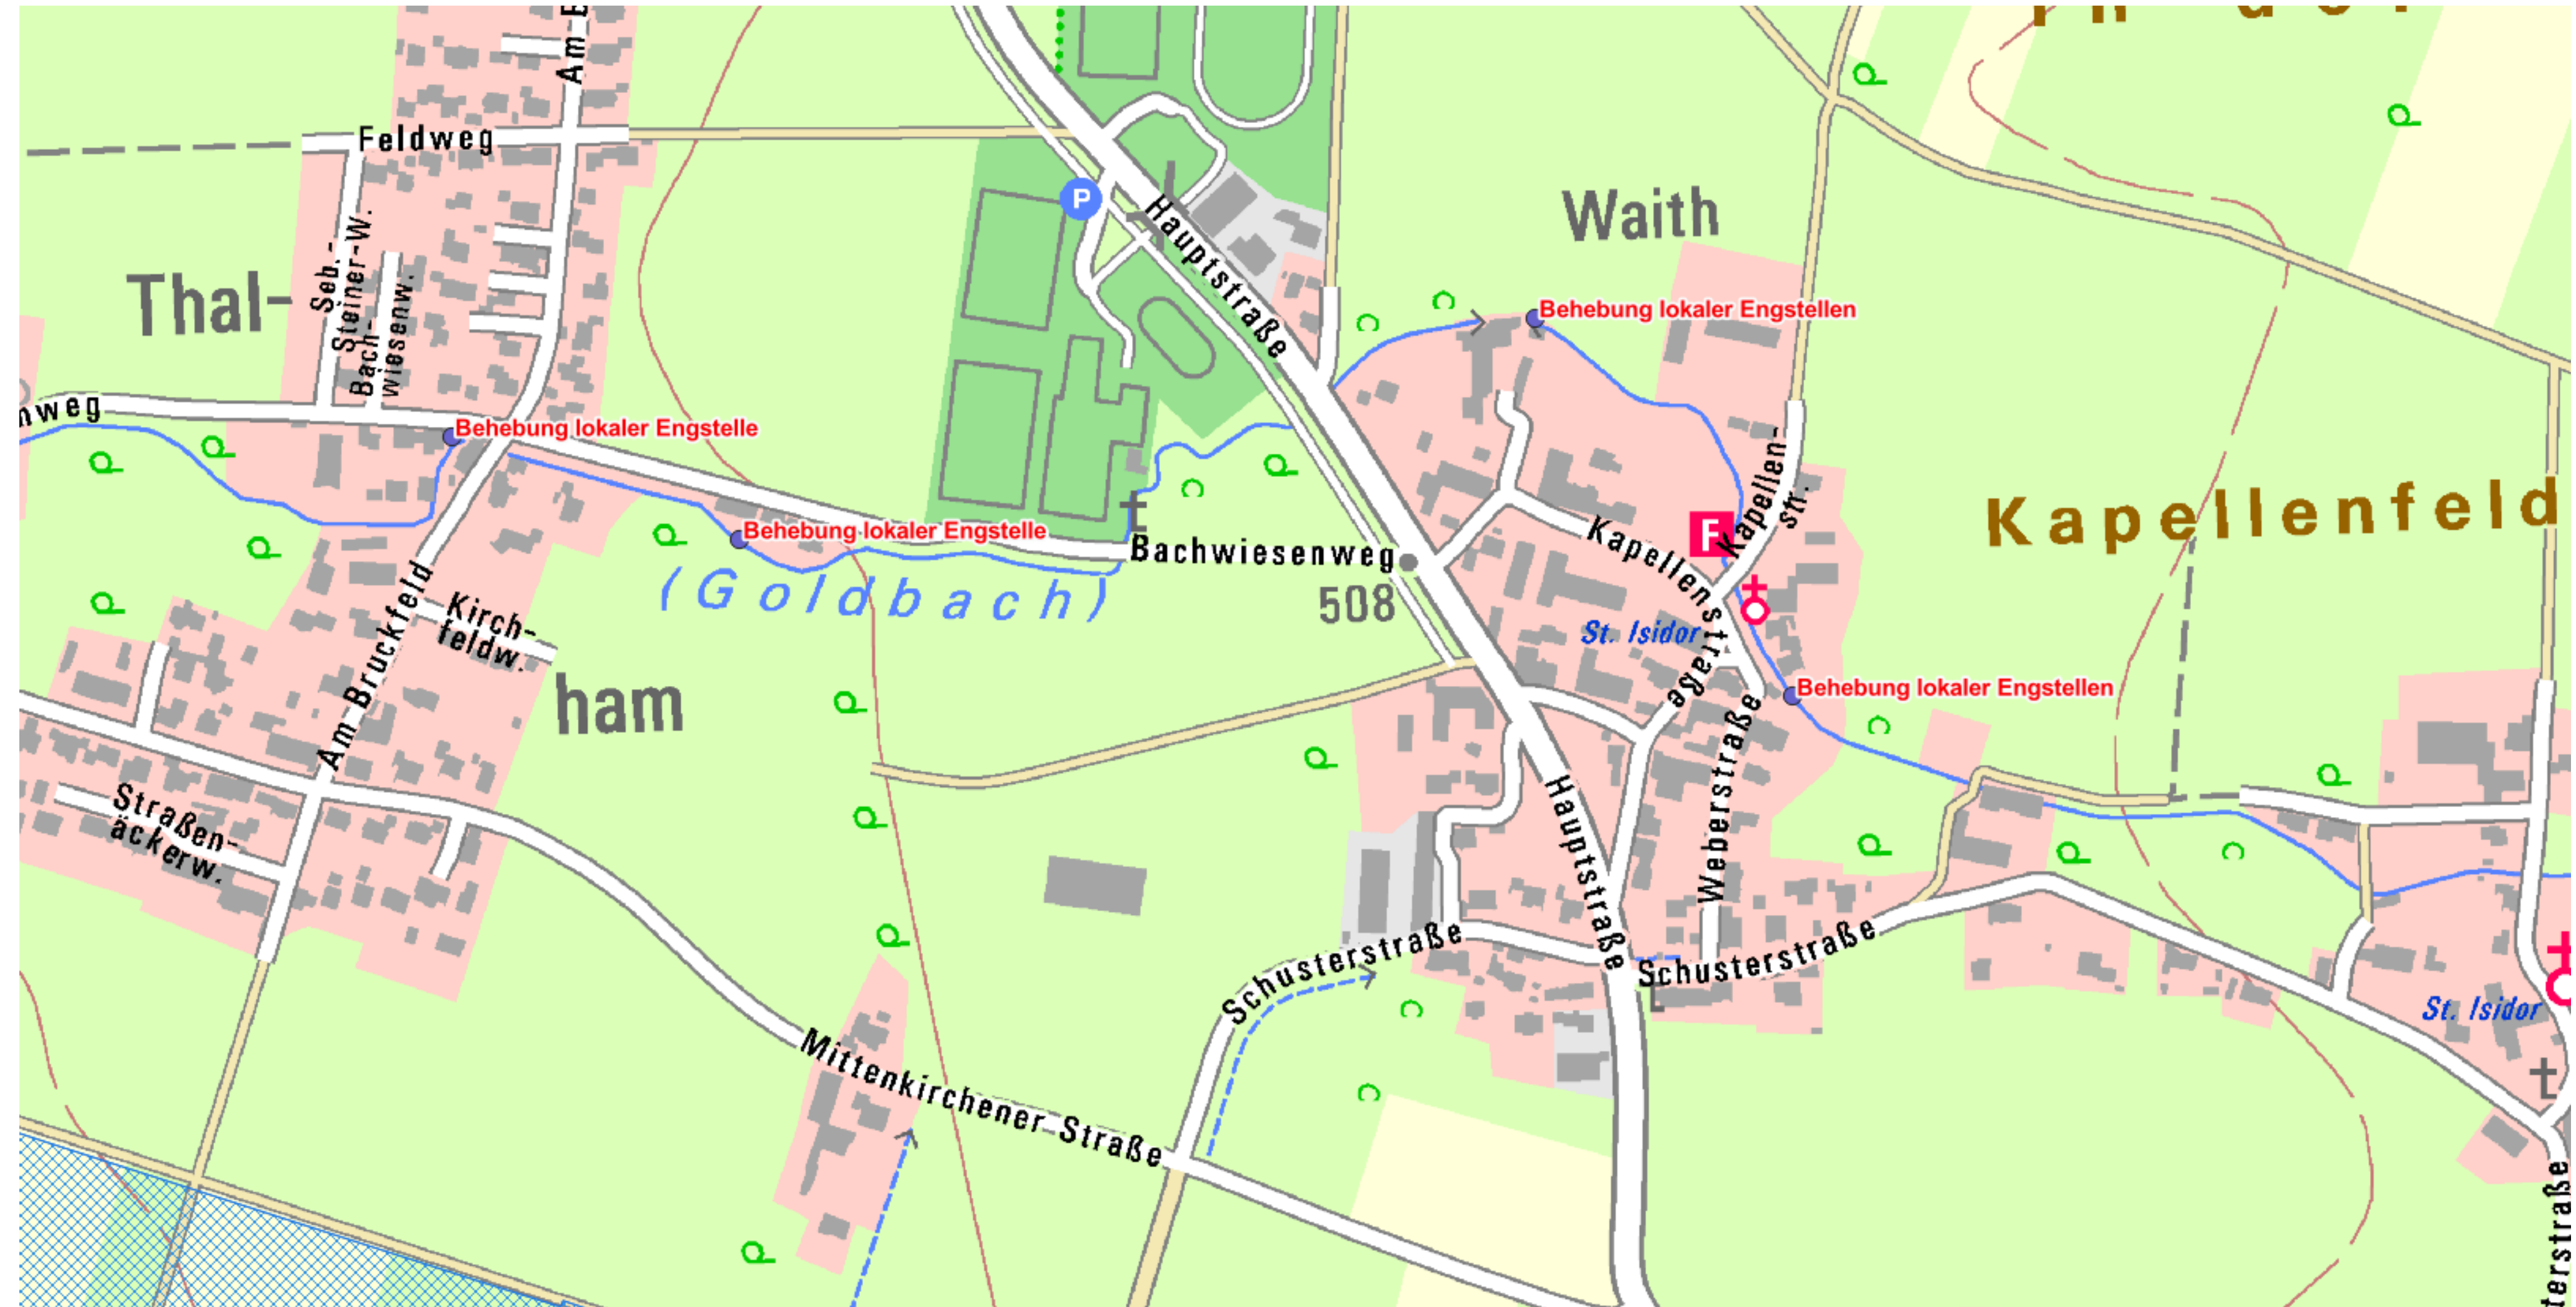 Am B
Feldweg
P
Waith
Hauptstraße
Seb.-
Steiner-W.
Bach-
wiesenw.
Thal-
Behebung lokaler Engstellen
nweg
Behebung lokaler Engstelle
Kapellen-
str.
Kapellenfeld
Behebung lokaler Engstelle
F
Bachwiesenweg
Kapellenstraße
(Goldbach)
508
Kirch-
feldw.
St. Isidor
Am Bruckfeld
ham
Behebung lokaler Engstellen
Weberstraße
Hauptstraße
Straßen-
äckerw.
Schusterstraße
Schusterstraße
St. Isidor
Mittenkirchener Straße
terstraße